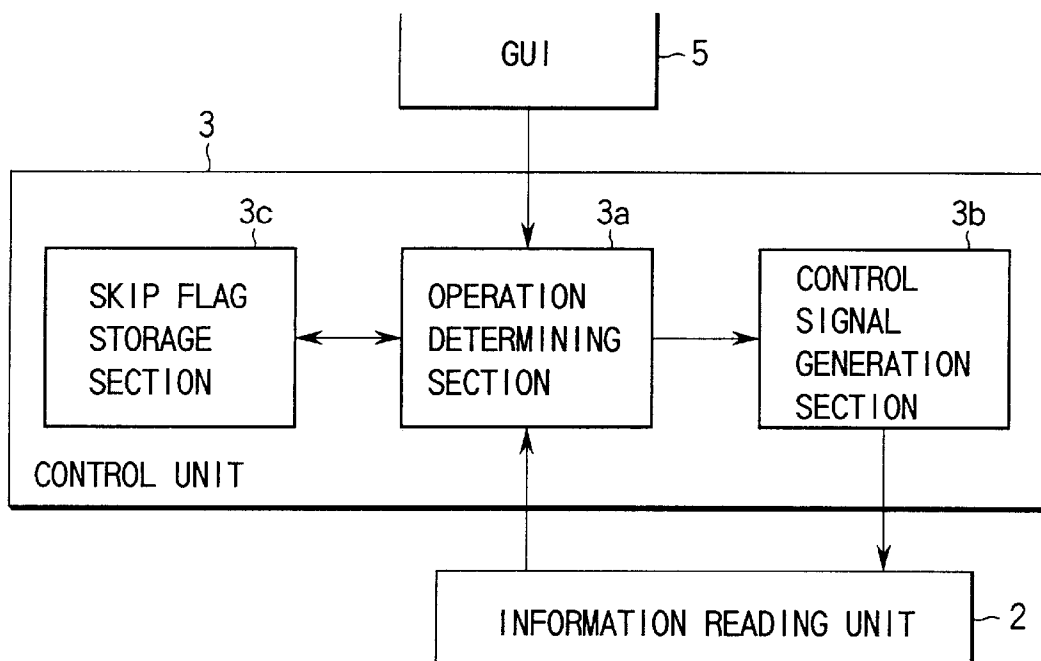 GUI
5
3
3c
3a
3b
SKIP FLAG
STORAGE
SECTION
OPERATION
DETERMINING
SECTION
CONTROL
SIGNAL
GENERATION
SECTION
CONTROL UNIT
INFORMATION READING UNIT
2